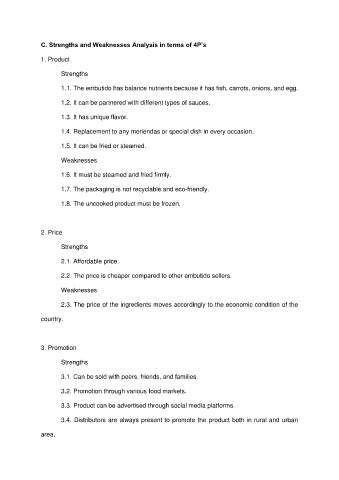 C. Strengths and Weaknesses Analysis in terms of 4P's
1. Product
Strengths
1.1. The embutido has balance nutrients because it has fish, carrots, onions, and egg.
1.2. It can be partnered with different types of sauces.
1.3. It has unique flavor.
1.4. Replacement to any meriendas or special dish in every occasion.
1.5. It can be fried or steamed.
Weaknesses
1.6. It must be steamed and fried firmly.
1.7. The packaging is not recyclable and eco-friendly.
1.8. The uncooked product must be frozen.
2. Price
Strengths
2.1. Affordable price.
2.2. The price is cheaper compared to other embutido sellers.
Weaknesses
2.3. The price of the ingredients moves accordingly to the economic condition of the
country.
3. Promotion
Strengths
3.1. Can be sold with peers, friends, and families.
3.2. Promotion through various food markets.
3.3. Product can be advertised through social media platforms.
3.4. Distributors are always present to promote the product both in rural and urban
area.